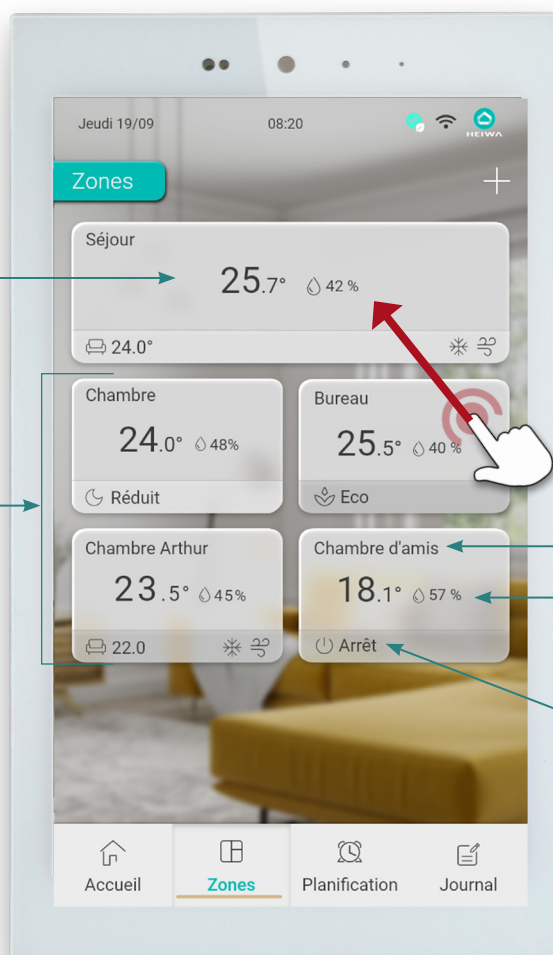 Jeudi 19/09 08:20
HEIWA
Zones
Séjour
25.7° 42 %
24.0°
Chambre
24.0° 48%
Réduit
Bureau
25.5° 40 %
Eco
Chambre Arthur
23.5° 45%
22.0
Chambre d'amis
18.1° 57 %
Arrêt
Accueil Zones Planification Journal